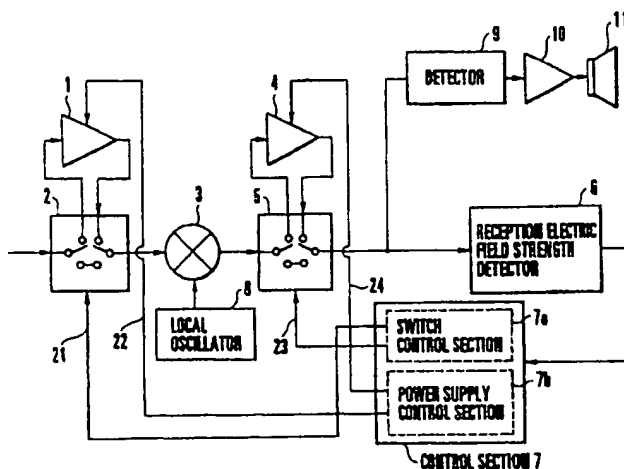 9
10
11
DETECTOR
1
4
2
3
5
6
RECEPTION ELECTRIC
FIELD STRENGTH
DETECTOR
8
LOCAL
OSCILLATOR
24
7a
SWITCH
CONTROL SECTION
21
22
23
7b
POWER SUPPLY
CONTROL SECTION
CONTROL SECTION 7